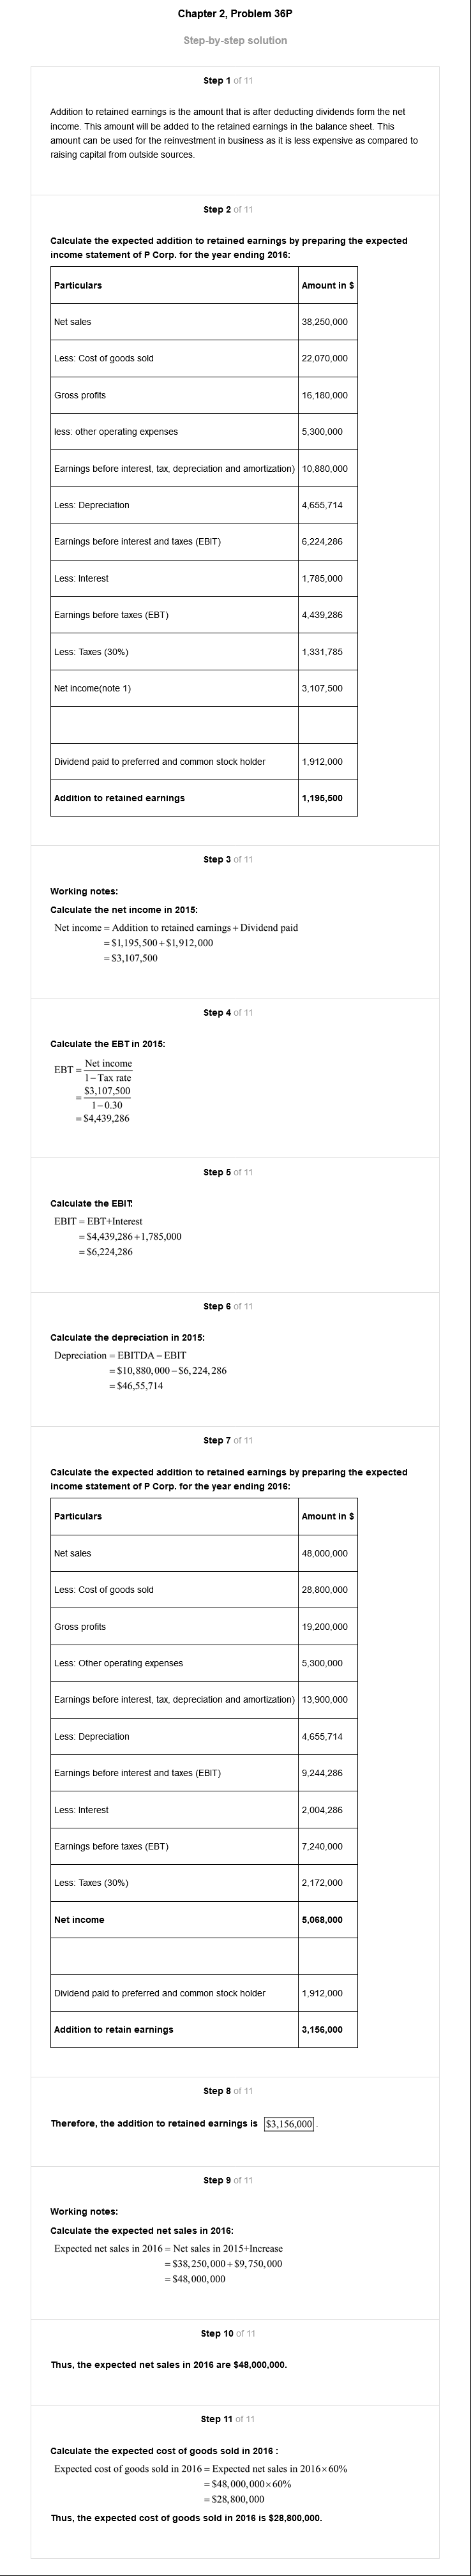 Chapter 2, Problem 36P
Step-by-step solution
Step 1 of 11
Addition to retained earnings is the amount that is after deducting dividends form the net
income. This amount will be added to the retained earnings in the balance sheet. This
amount can be used for the reinvestment in business as it is less expensive as compared to
raising capital from outside sources.
Step 2 of 11
Calculate the expected addition to retained earnings by preparing the expected
income statement of P Corp. for the year ending 2016:
Particulars Amount in $
Net sales 38,250,000
Less: Cost of goods sold 22,070,000
Gross profits 16,180,000
less: other operating expenses 5,300,000
Earnings before interest, tax, depreciation and amortization) 10,880,000
Less: Depreciation 4,655,714
Earnings before interest and taxes (EBIT) 6,224,286
Less: Interest 1,785,000
Earnings before taxes (EBT) 4,439,286
Less: Taxes (30%) 1,331,785
Net income(note 1) 3,107,500
Dividend paid to preferred and common stock holder 1,912,000
Addition to retained earnings 1,195,500
Step 3 of 11
Working notes:
Calculate the net income in 2015:
Net income = Addition to retained earnings + Dividend paid
= $1,195,500 + $1,912,000
= $3,107,500
Step 4 of 11
Calculate the EBT in 2015:
EBT = Net income / 1 − Tax rate
= $3,107,500 / 1 − 0.30
= $4,439,286
Step 5 of 11
Calculate the EBIT:
EBIT = EBT+Interest
= $4,439,286 + 1,785,000
= $6,224,286
Step 6 of 11
Calculate the depreciation in 2015:
Depreciation = EBITDA − EBIT
= $10,880,000 − $6,224,286
= $46,55,714
Step 7 of 11
Calculate the expected addition to retained earnings by preparing the expected
income statement of P Corp. for the year ending 2016:
Particulars Amount in $
Net sales 48,000,000
Less: Cost of goods sold 28,800,000
Gross profits 19,200,000
Less: Other operating expenses 5,300,000
Earnings before interest, tax, depreciation and amortization) 13,900,000
Less: Depreciation 4,655,714
Earnings before interest and taxes (EBIT) 9,244,286
Less: Interest 2,004,286
Earnings before taxes (EBT) 7,240,000
Less: Taxes (30%) 2,172,000
Net income 5,068,000
Dividend paid to preferred and common stock holder 1,912,000
Addition to retain earnings 3,156,000
Step 8 of 11
Therefore, the addition to retained earnings is $3,156,000.
Step 9 of 11
Working notes:
Calculate the expected net sales in 2016:
Expected net sales in 2016 = Net sales in 2015+Increase
= $38,250,000 + $9,750,000
= $48,000,000
Step 10 of 11
Thus, the expected net sales in 2016 are $48,000,000.
Step 11 of 11
Calculate the expected cost of goods sold in 2016 :
Expected cost of goods sold in 2016 = Expected net sales in 2016×60%
= $48,000,000×60%
= $28,800,000
Thus, the expected cost of goods sold in 2016 is $28,800,000.